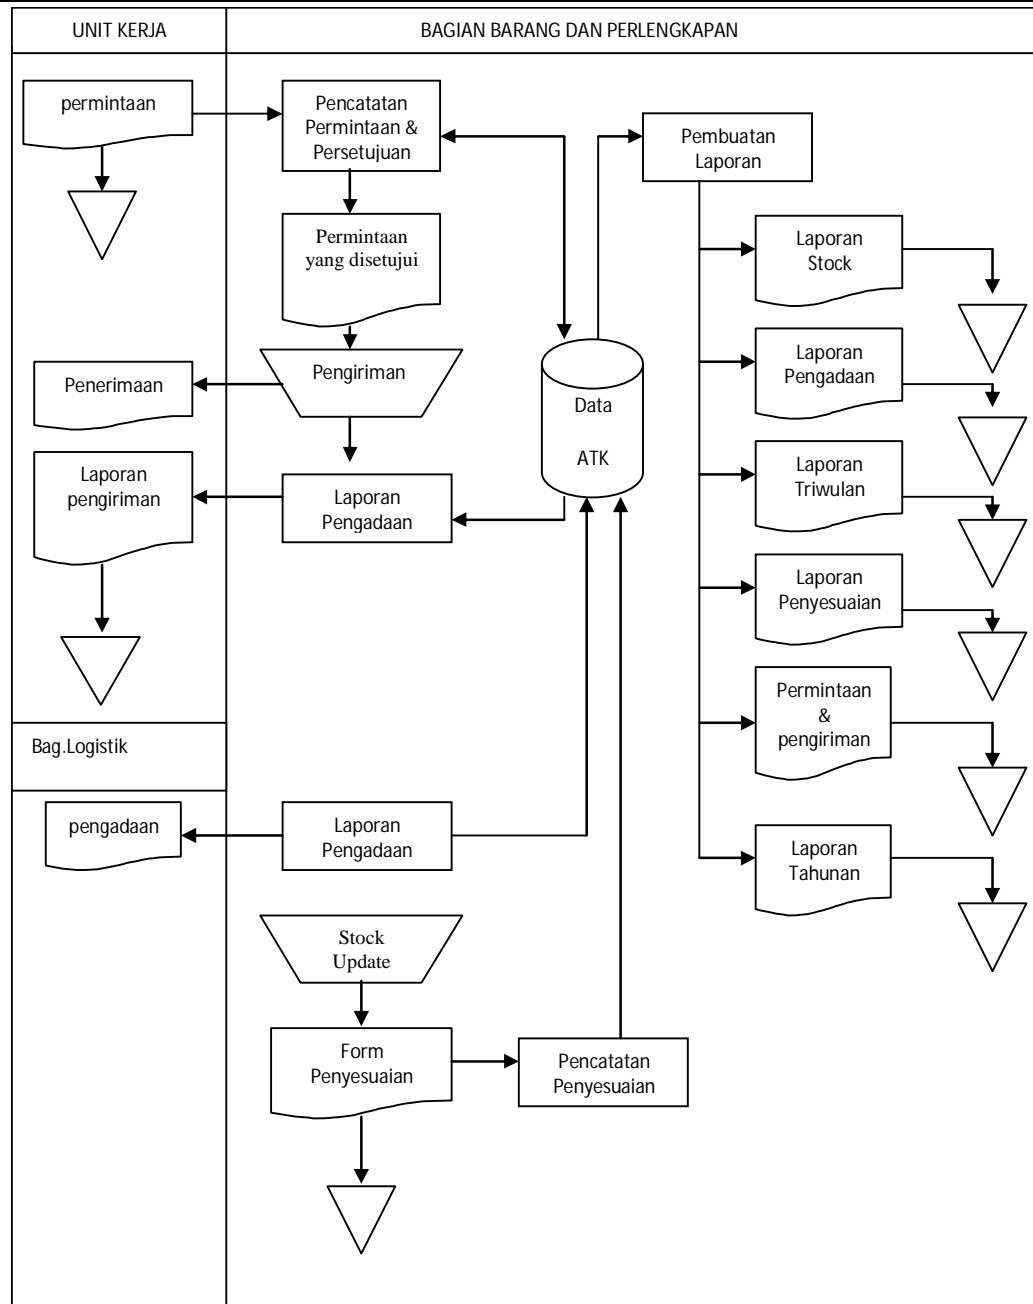 UNIT KERJA
BAGIAN BARANG DAN PERLENGKAPAN
permintaan
Pencatatan
Permintaan &
Persetujuan
Permintaan
yang disetujui
Pengiriman
Penerimaan
Laporan
pengiriman
Laporan
Pengadaan
Data
ATK
Pembuatan
Laporan
Laporan
Stock
Laporan
Pengadaan
Laporan
Triwulan
Laporan
Penyesuaian
Permintaan
&
pengiriman
Laporan
Tahunan
Bag.Logistik
pengadaan
Laporan
Pengadaan
Stock
Update
Form
Penyesuaian
Pencatatan
Penyesuaian